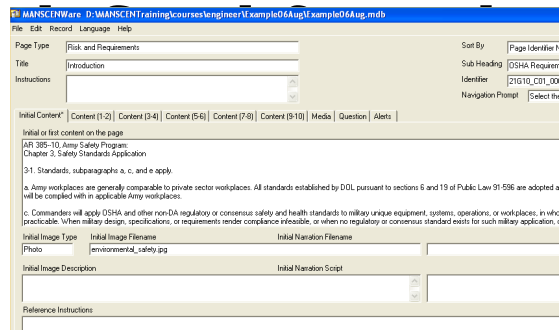 MANSCENWare D:\MANSCENTraining\courses\engineer\Example06Aug\Example06Aug.mdb
File Edit Record Language Help
Page Type Risk and Requirements Sort By Page Identifier N
Title Introduction Sub Heading OSHA Requirem
Instructions Identifier 21G10_C01_00
Navigation Prompt Select the
Initial Content* Content (1-2) Content (3-4) Content (5-6) Content (7-8) Content (9-10) Media Question Alerts
Initial or first content on the page
AR 385-10, Army Safety Program:
Chapter 3, Safety Standards Application
3-1. Standards, subparagraphs a, c, and e apply.
a. Army workplaces are generally comparable to private sector workplaces. All standards established by DOL pursuant to sections 6 and 19 of Public Law 91-596 are adopted a
will be complied with in applicable Army workplaces.
c. Commanders will apply OSHA and other non-DA regulatory or consensus safety and health standards to military unique equipment, systems, operations, or workplaces, in who
practicable. When military design, specifications, or requirements render compliance infeasible, or when no regulatory or consensus standard exists for such military application,
Initial Image Type Initial Image Filename Initial Narration Filename
Photo environmental_safety.jpg
Initial Image Description Initial Narration Script
Reference Instructions